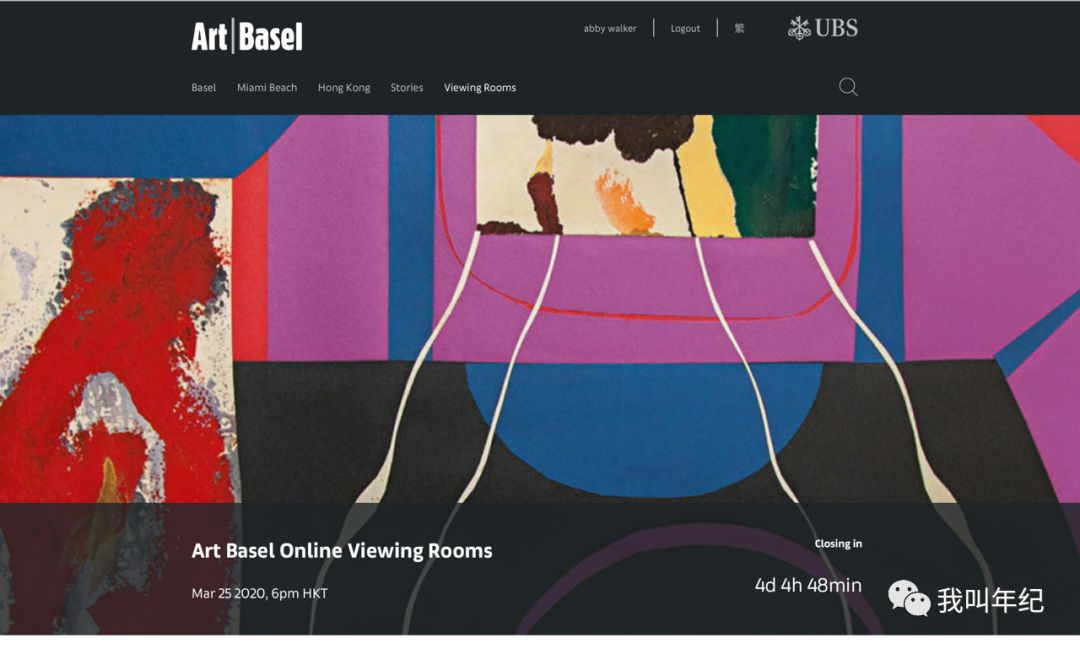 Art Basel
abby walker Logout 繁 UBS
Basel Miami Beach Hong Kong Stories Viewing Rooms
Art Basel Online Viewing Rooms
Mar 25 2020, 6pm HKT
Closing in
4d 4h 48min
我叫年纪